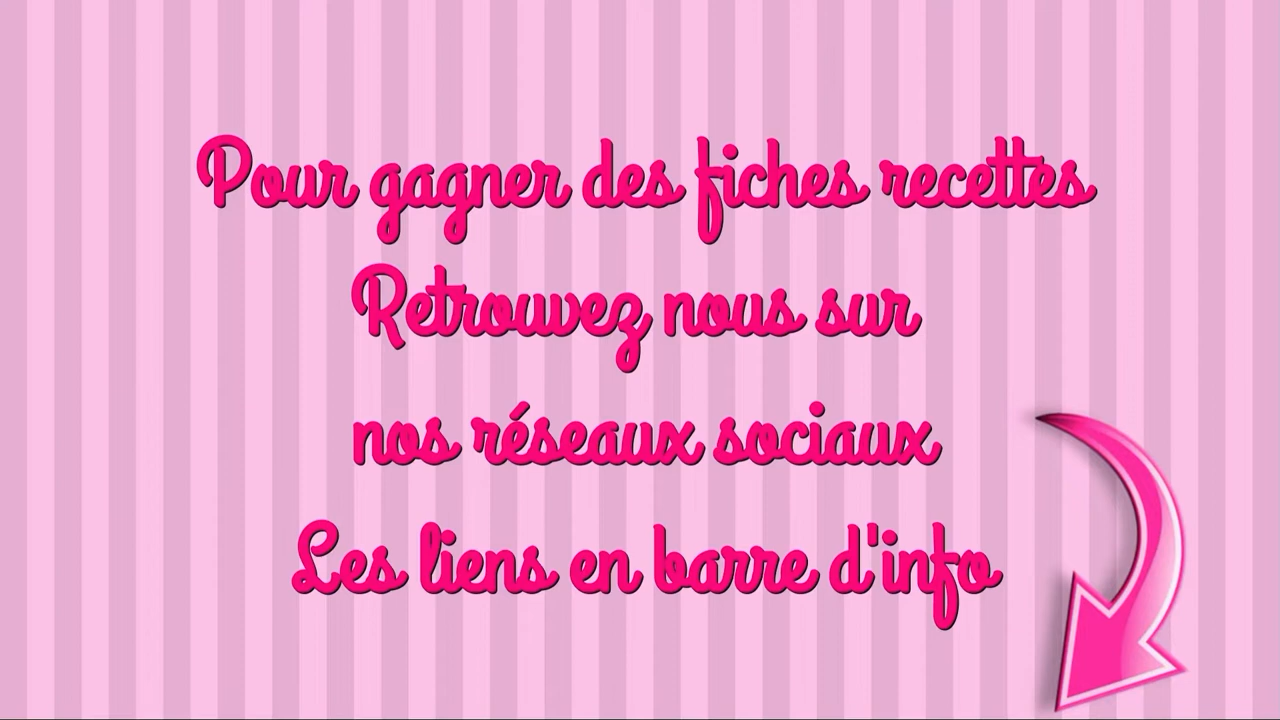 Pour gagner des fiches recettes
Retrouvez nous sur
nos réseaux sociaux
Les liens en barre d'info